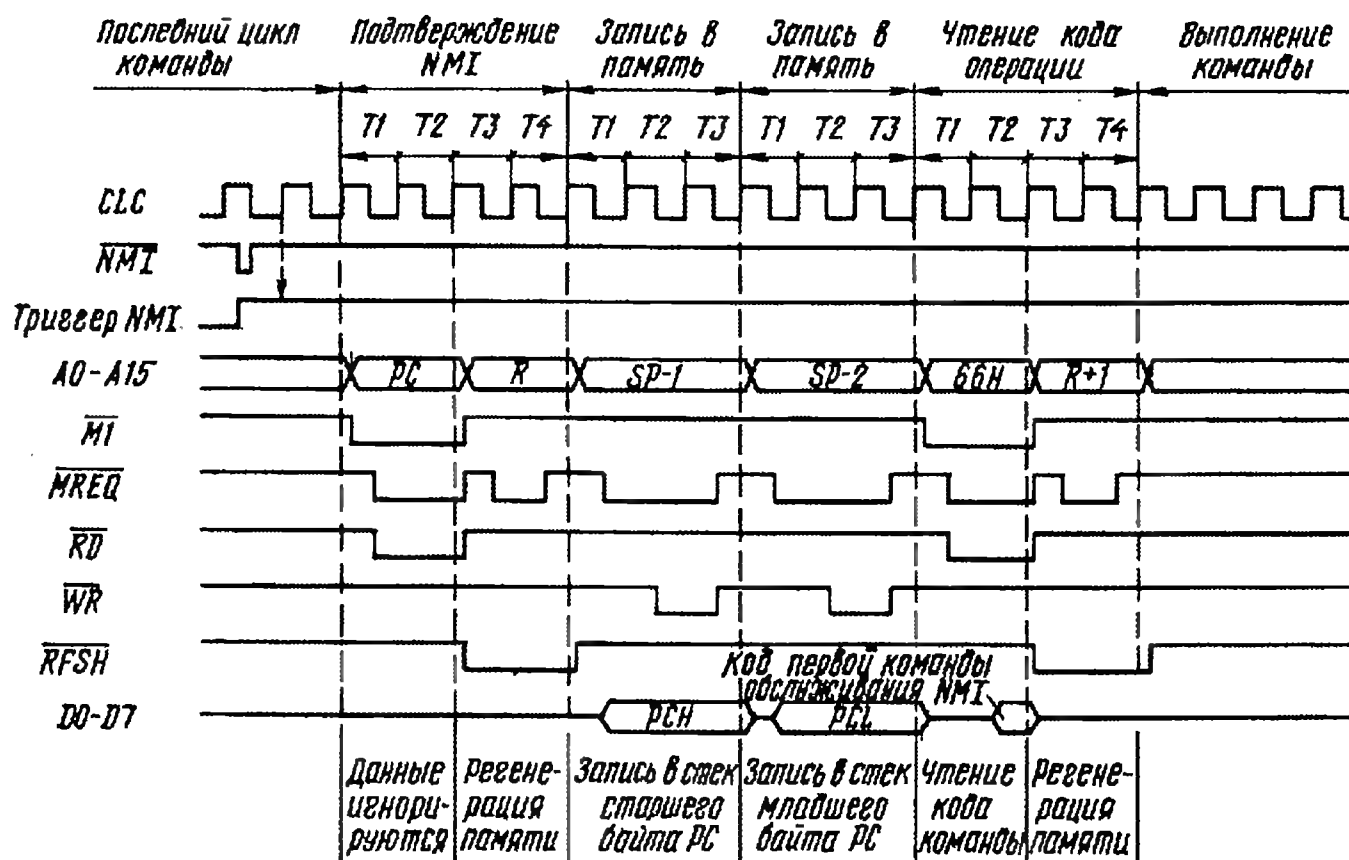 Последний цикл
команды
Подтверждение
NMI
Запись в
память
Запись в
память
Чтение кода
операции
Выполнение
команды
T1 T2 T3 T4 T1 T2 T3 T1 T2 T3 T1 T2 T3 T4
CLC
NMI
Триггер NMI
A0-A15 PC R SP-1 SP-2 66H R+1
M1
MREQ
RD
WR
RFSH
Код первой команды
обслуживания NMI
D0-D7 PCH PCL
Данные
игнори-
руются
Регене-
рация
памяти
Запись в стек
старшего
байта PC
Запись в стек
младшего
байта PC
Чтение
кода
команды
Регене-
рация
памяти